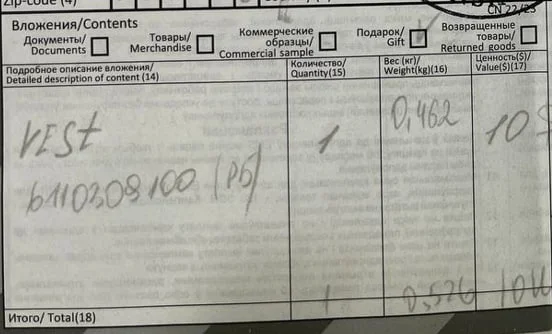 Zip-code (4)
CN 22/23
Вложения/Contents
Документы/
Documents
Товары/
Merchandise
Коммерческие
образцы/
Commercial sample
Подарок/
Gift
Возвращенные
товары/
Returned goods
Подробное описание вложения/
Detailed description of content (14)
Количество/
Quantity(15)
Вес (кг)/
Weight(kg)(16)
Ценность($)/
Value($)(17)
VESt
1
0,462
10 $
6110309100 (РБ)
Итого/ Total(18)
1
0,526